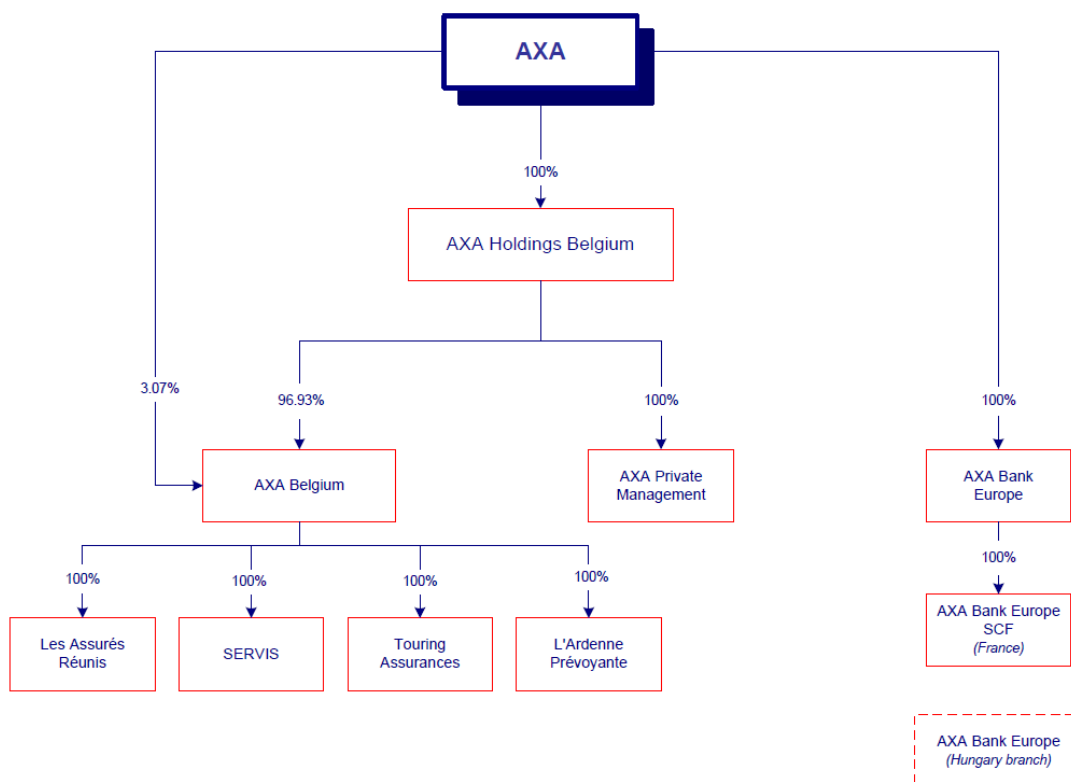 AXA
100%
AXA Holdings Belgium
3.07%
96.93%
100%
100%
AXA Belgium
AXA Private
Management
AXA Bank
Europe
100%
100%
100%
100%
100%
Les Assurés
Réunis
SERVIS
Touring
Assurances
L'Ardenne
Prévoyante
AXA Bank Europe
SCF
(France)
AXA Bank Europe
(Hungary branch)